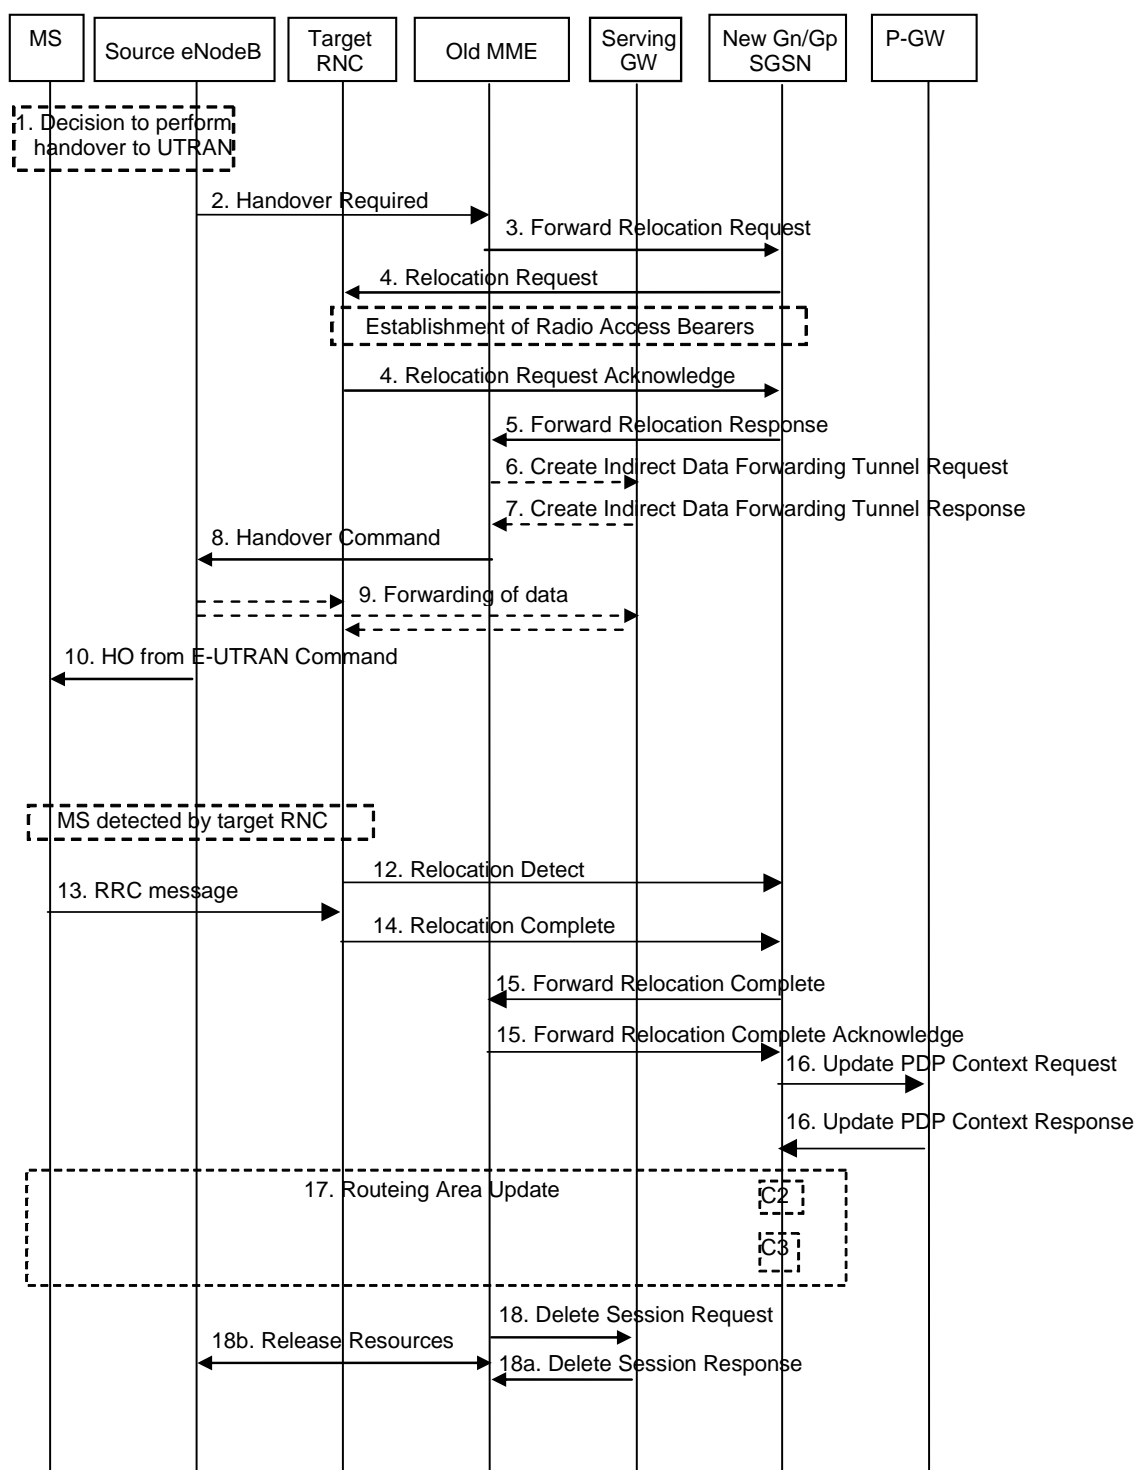 MS
Source eNodeB
Target
RNC
Old MME
Serving
GW
New Gn/Gp
SGSN
P-GW
1. Decision to perform
handover to UTRAN
2. Handover Required
3. Forward Relocation Request
4. Relocation Request
Establishment of Radio Access Bearers
4. Relocation Request Acknowledge
5. Forward Relocation Response
6. Create Indirect Data Forwarding Tunnel Request
7. Create Indirect Data Forwarding Tunnel Response
8. Handover Command
9. Forwarding of data
10. HO from E-UTRAN Command
MS detected by target RNC
12. Relocation Detect
13. RRC message
14. Relocation Complete
15. Forward Relocation Complete
15. Forward Relocation Complete Acknowledge
16. Update PDP Context Request
16. Update PDP Context Response
17. Routeing Area Update
C2
C3
18. Delete Session Request
18b. Release Resources
18a. Delete Session Response